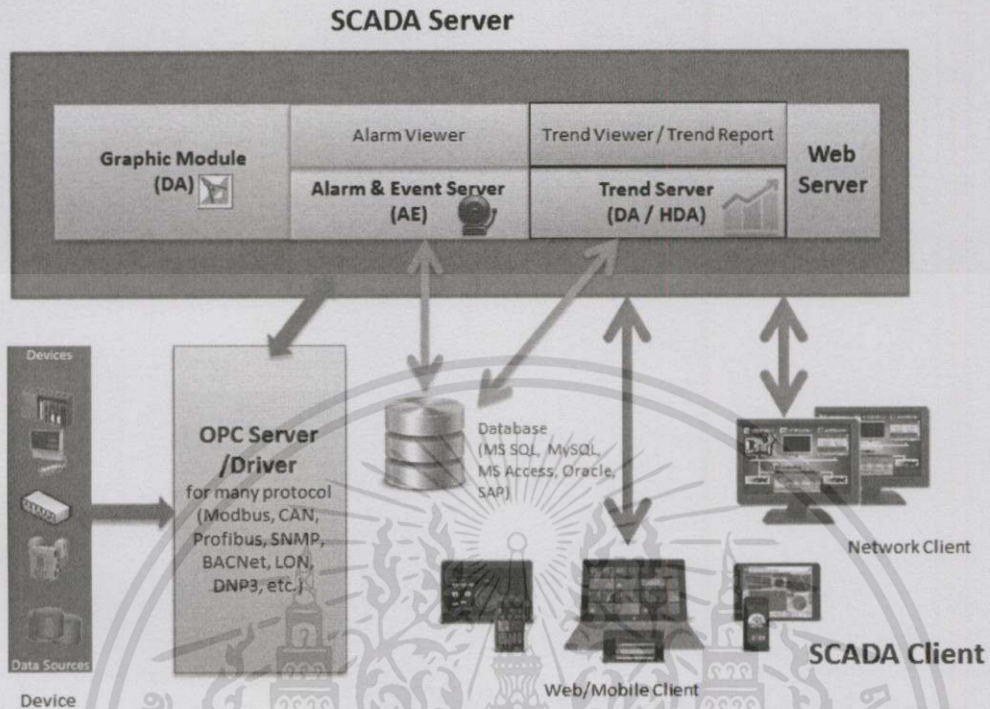 SCADA Server
Graphic Module
(DA)
Alarm Viewer
Alarm & Event Server
(AE)
Trend Viewer / Trend Report
Trend Server
(DA / HDA)
Web
Server
Devices
Data Sources
Device
OPC Server
/Driver
for many protocol
(Modbus, CAN,
Profibus, SNMP,
BACNet, LON,
DNP3, etc.)
Database
(MS SQL, MySQL,
MS Access, Oracle,
SAP)
Network Client
Web/Mobile Client
SCADA Client